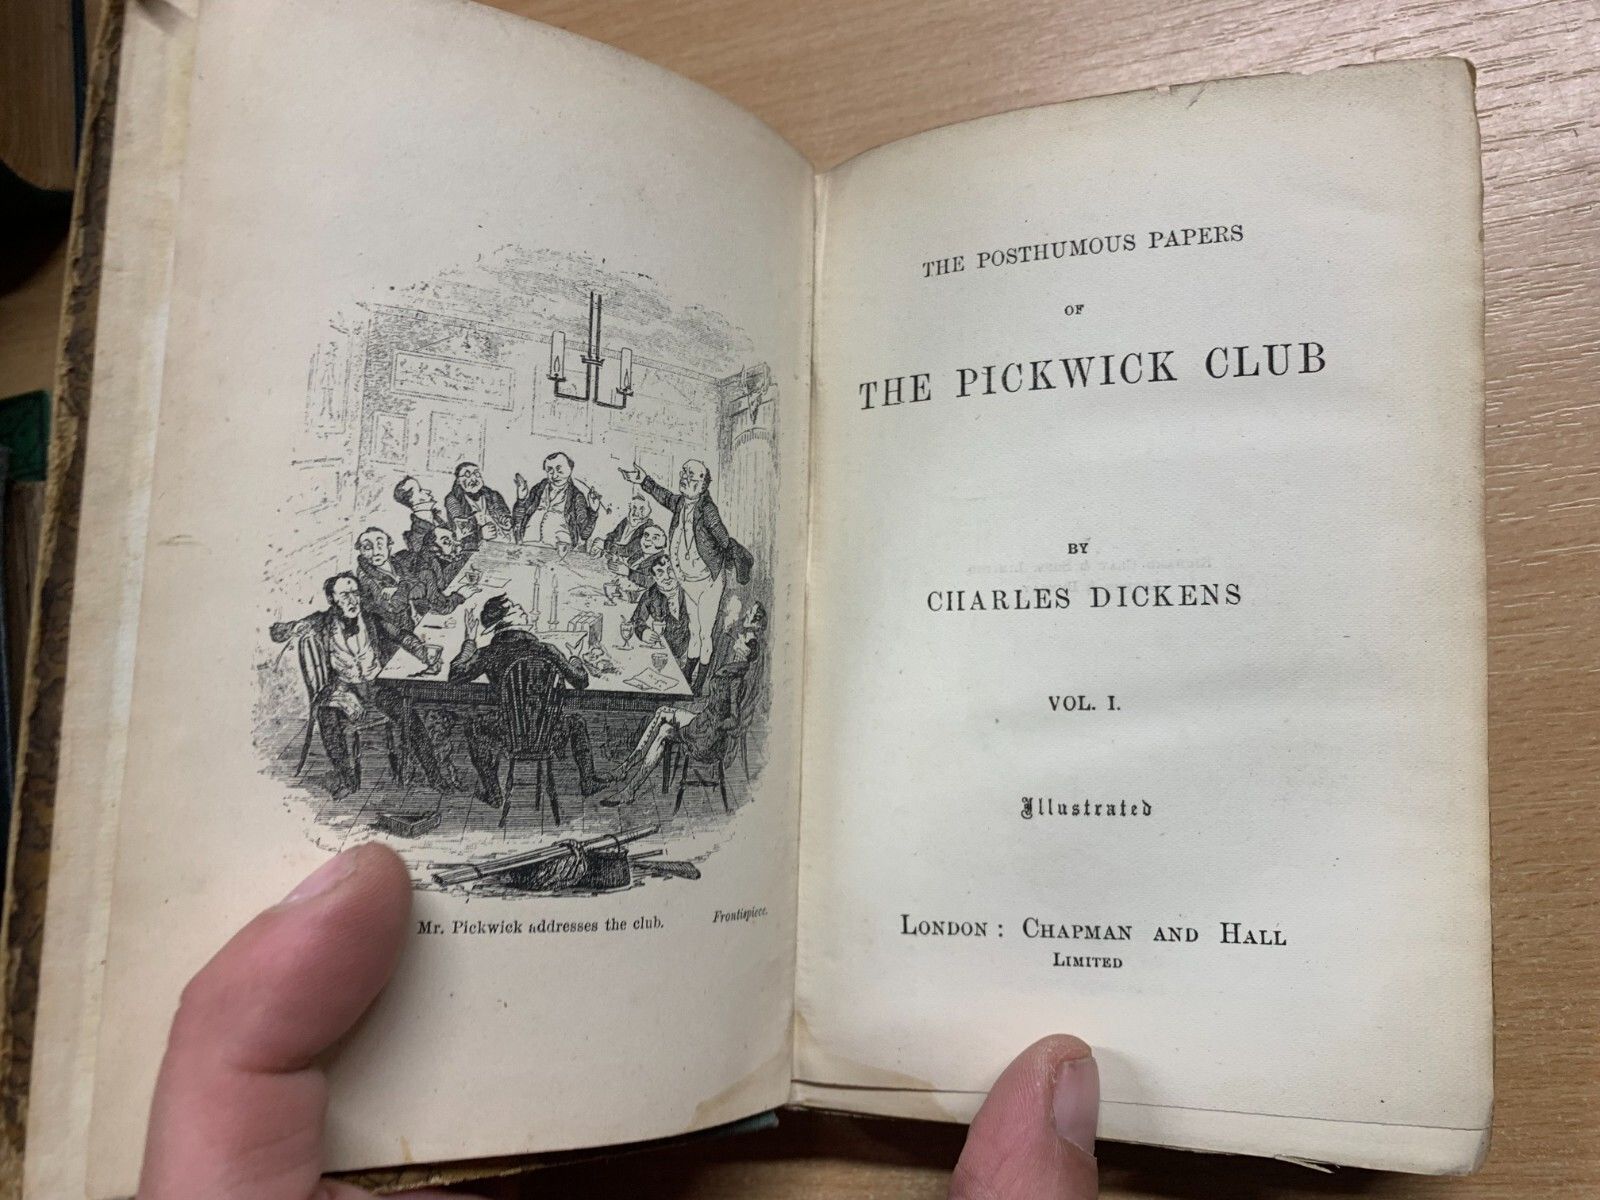 Mr. Pickwick addresses the club.
Frontispiece.
THE POSTHUMOUS PAPERS
OF
THE PICKWICK CLUB
BY
CHARLES DICKENS
VOL. I.
Illustrated
LONDON: CHAPMAN AND HALL
LIMITED